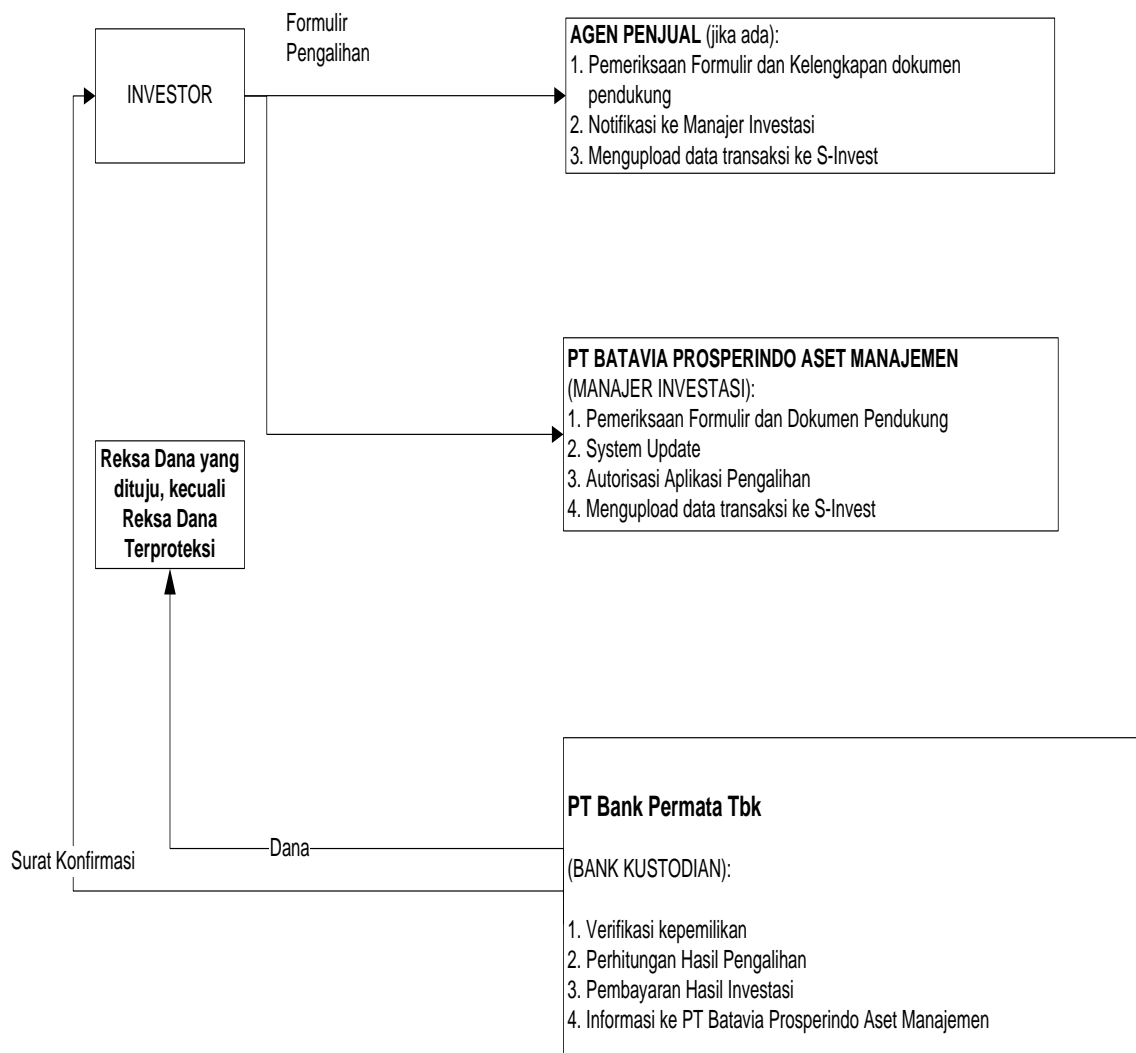 Formulir
Pengalihan
INVESTOR
AGEN PENJUAL (jika ada):
1. Pemeriksaan Formulir dan Kelengkapan dokumen
pendukung
2. Notifikasi ke Manajer Investasi
3. Mengupload data transaksi ke S-Invest
PT BATAVIA PROSPERINDO ASET MANAJEMEN
(MANAJER INVESTASI):
1. Pemeriksaan Formulir dan Dokumen Pendukung
2. System Update
3. Autorisasi Aplikasi Pengalihan
4. Mengupload data transaksi ke S-Invest
Reksa Dana yang
dituju, kecuali
Reksa Dana
Terproteksi
Dana
Surat Konfirmasi
PT Bank Permata Tbk
(BANK KUSTODIAN):
1. Verifikasi kepemilikan
2. Perhitungan Hasil Pengalihan
3. Pembayaran Hasil Investasi
4. Informasi ke PT Batavia Prosperindo Aset Manajemen